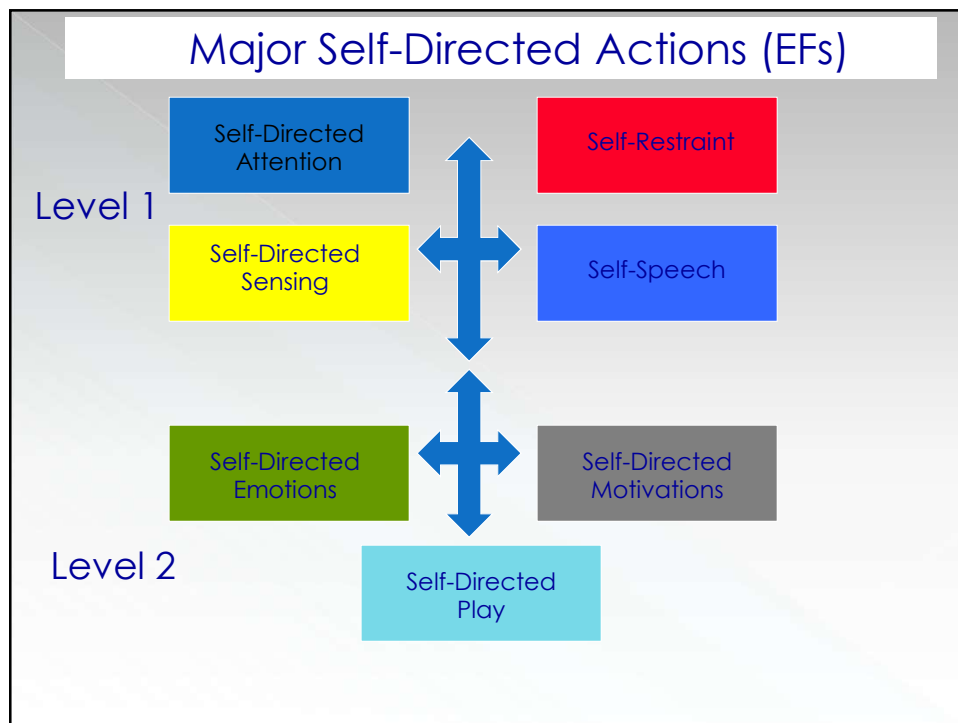 Major Self-Directed Actions (EFs)
Self-Directed
Attention
Self-Restraint
Level 1
Self-Directed
Sensing
Self-Speech
Self-Directed
Emotions
Self-Directed
Motivations
Level 2
Self-Directed
Play